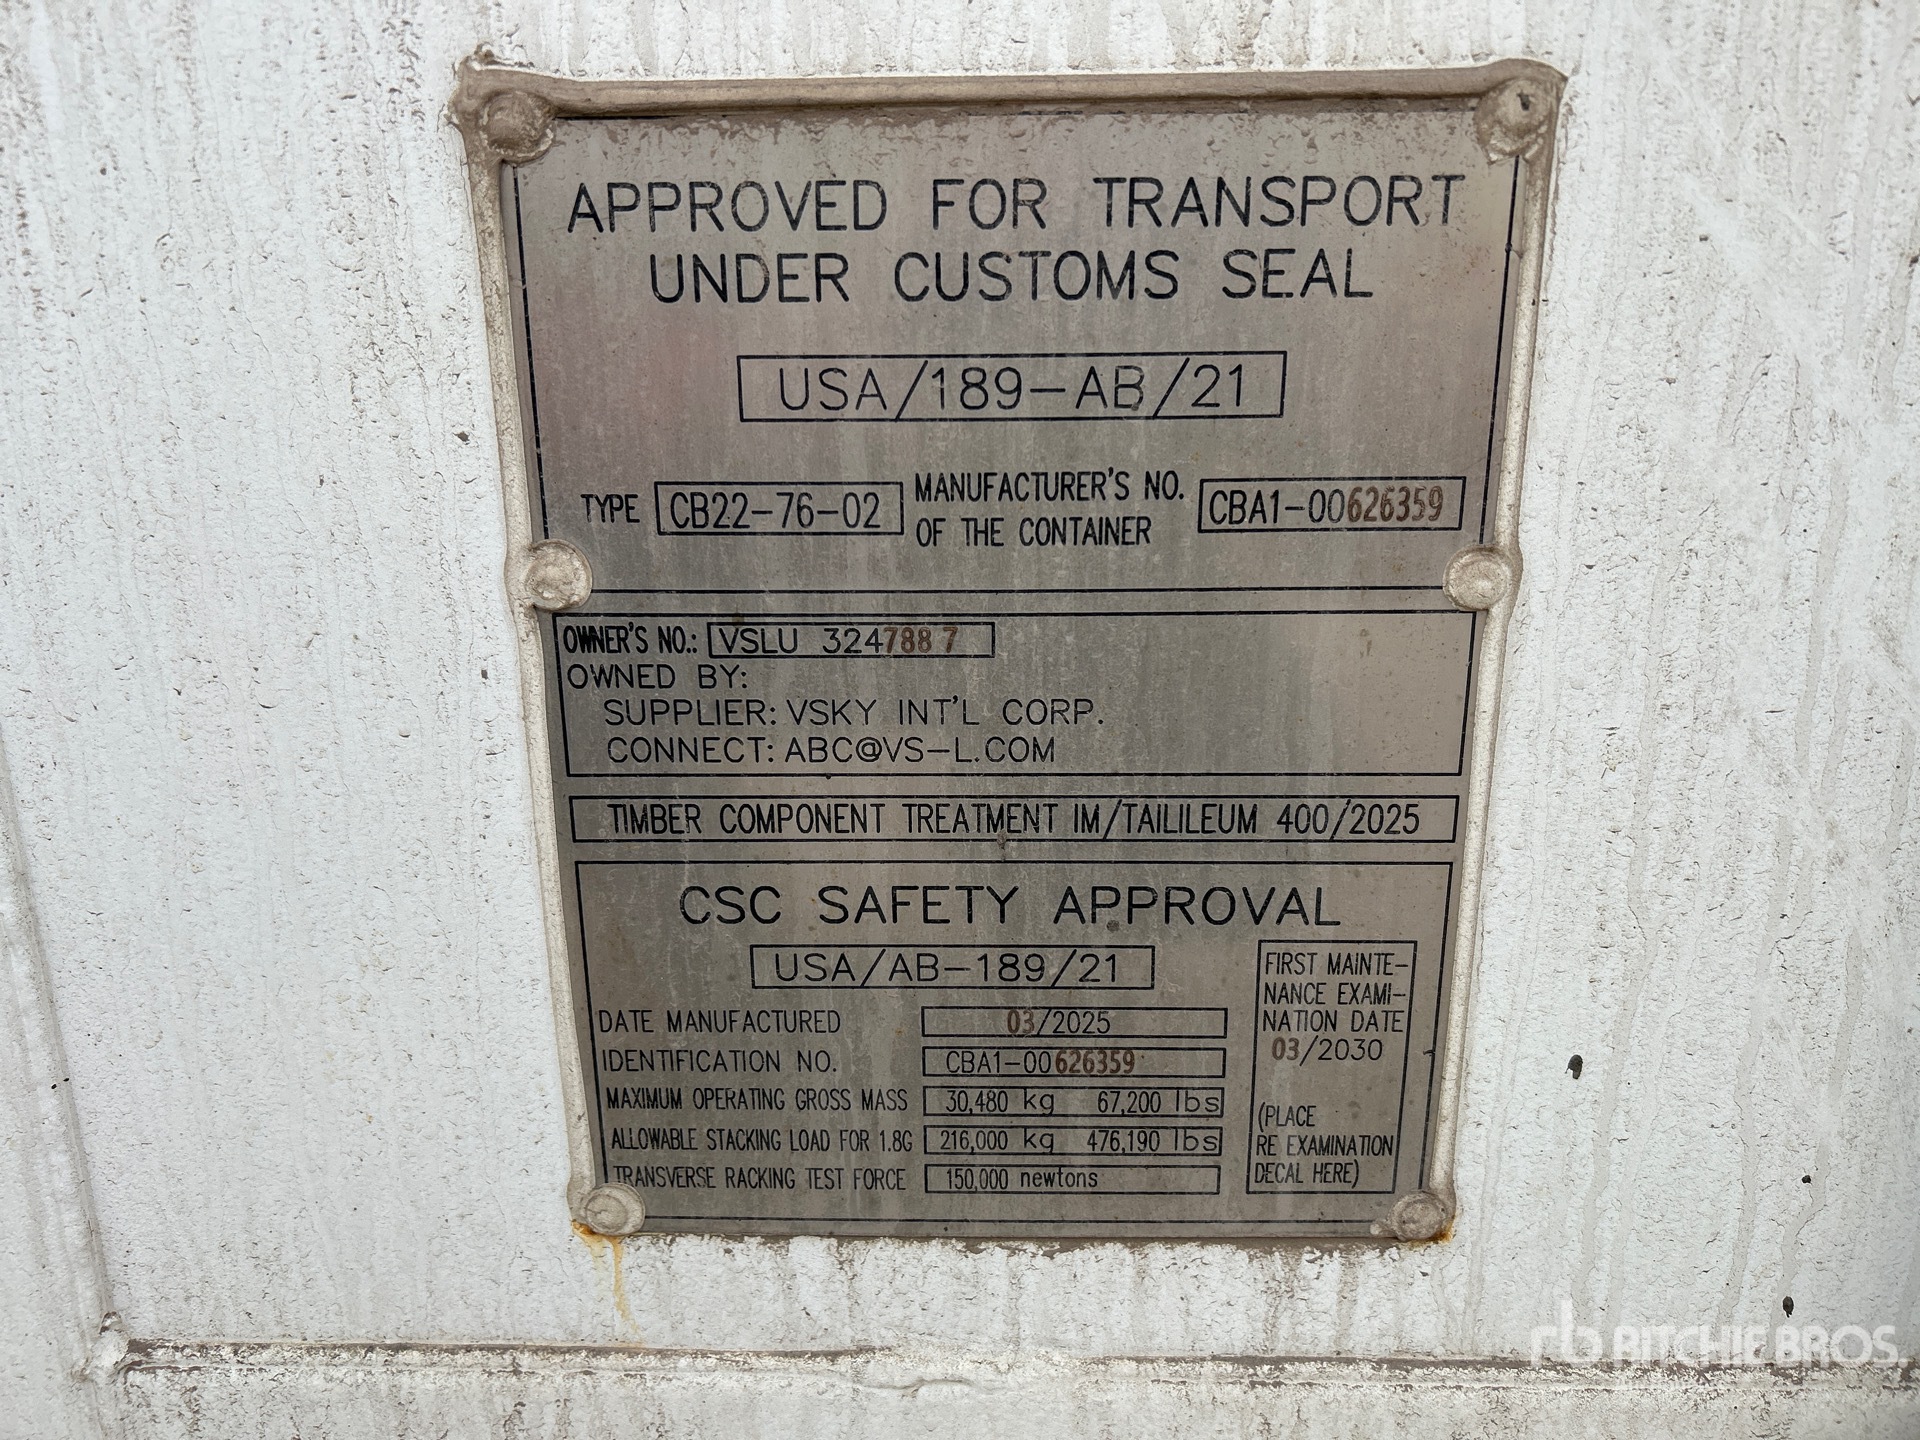 APPROVED FOR TRANSPORT
UNDER CUSTOMS SEAL
USA/189-AB/21
TYPE CB22-76-02 MANUFACTURER'S NO. OF THE CONTAINER CBA1-00626359
OWNER'S NO.: VSLU 324788 7
OWNED BY:
SUPPLIER: VSKY INT'L CORP.
CONNECT: ABC@VS-L.COM
TIMBER COMPONENT TREATMENT IM/TAILILEUM 400/2025
CSC SAFETY APPROVAL
USA/AB-189/21
DATE MANUFACTURED 03/2025
IDENTIFICATION NO. CBA1-00626359
MAXIMUM OPERATING GROSS MASS 30,480 kg 67,200 lbs
ALLOWABLE STACKING LOAD FOR 1.8G 216,000 kg 476,190 lbs
TRANSVERSE RACKING TEST FORCE 150,000 newtons
FIRST MAINTE-
NANCE EXAMI-
NATION DATE
03/2030
(PLACE
RE EXAMINATION
DECAL HERE)
rb RITCHIE BROS.